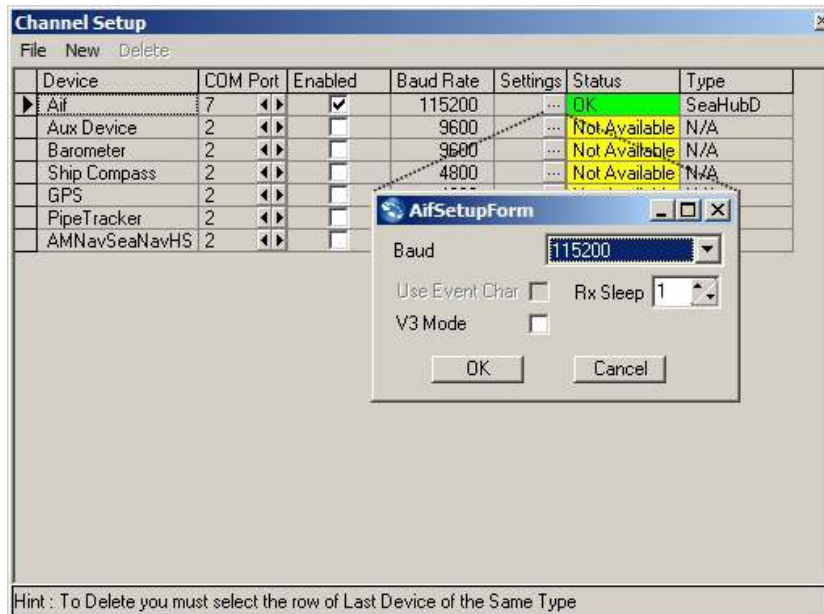 Channel Setup
File New Delete
Device COM Port Enabled Baud Rate Settings Status Type
Aif 7 115200 ... OK SeaHubD
Aux Device 2 9600 ... Not Available N/A
Barometer 2 9600 ... Not Available N/A
Ship Compass 2 4800 ... Not Available N/A
GPS 2
PipeTracker 2
AMNavSeaNavHS 2
AifSetupForm
Baud 115200
Use Event Char Rx Sleep 1
V3 Mode
OK Cancel
Hint : To Delete you must select the row of Last Device of the Same Type